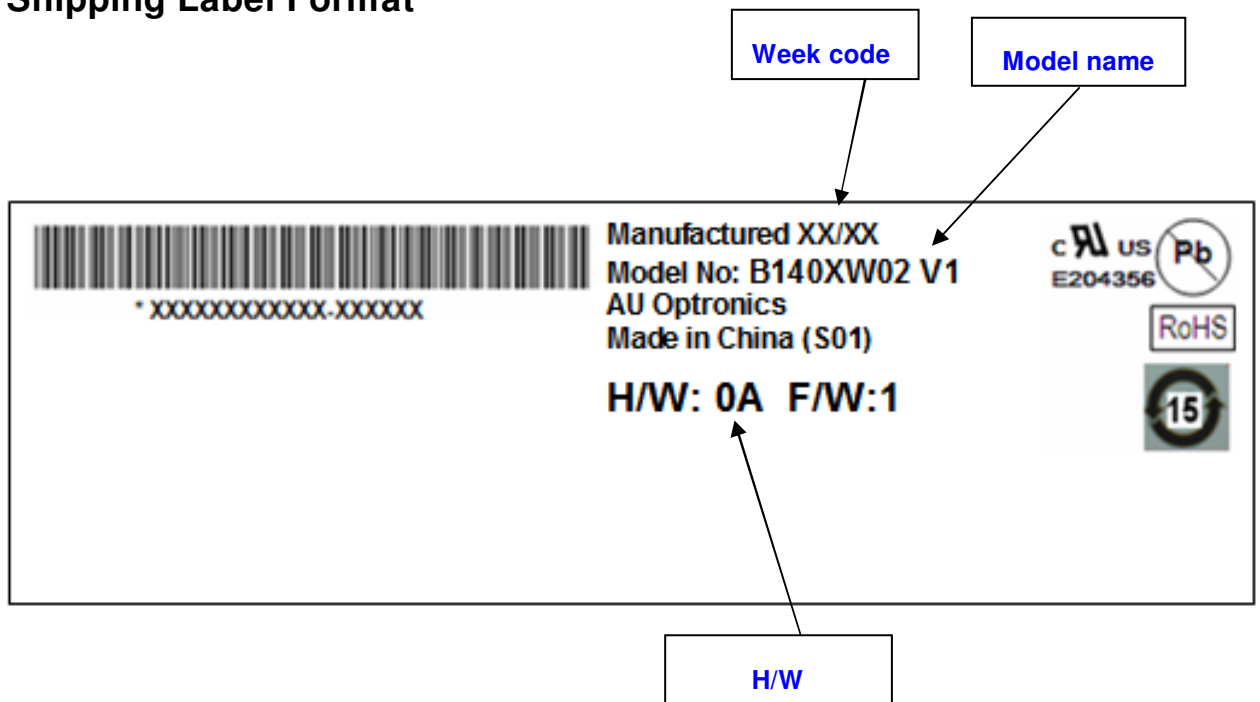 Shipping Label Format
Week code
Model name
Manufactured XX/XX
Model No: B140XW02 V1
AU Optronics
Made in China (S01)
H/W: 0A F/W:1
* XXXXXXXXXXXX-XXXXXX
c RU US
E204356
Pb
RoHS
15
H/W